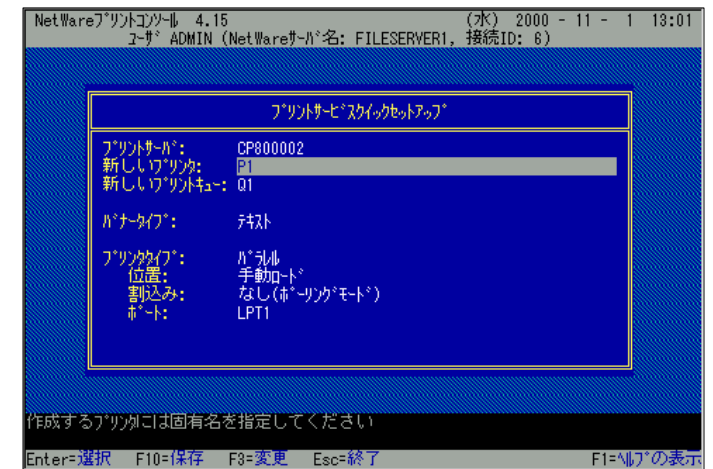 NetWareﾌﾟﾘﾝﾄｺﾝｿｰﾙ 4.15 (水) 2000 - 11 - 1 13:01
ﾕｰｻﾞ ADMIN (NetWareｻｰﾊﾞ名: FILESERVER1, 接続ID: 6)
ﾌﾟﾘﾝﾄｻｰﾋﾞｽｸｲｯｸｾｯﾄｱｯﾌﾟ
ﾌﾟﾘﾝﾄｻｰﾊﾞ: CP800002
新しいﾌﾟﾘﾝﾀ: P1
新しいﾌﾟﾘﾝﾄｷｭｰ: Q1
ﾊﾞﾅｰﾀｲﾌﾟ: ﾃｷｽﾄ
ﾌﾟﾘﾝﾀﾀｲﾌﾟ: ﾊﾟﾗﾚﾙ
位置: 手動ﾛｰﾄﾞ
割込み: なし(ﾎﾟｰﾘﾝｸﾞﾓｰﾄﾞ)
ﾎﾟｰﾄ: LPT1
作成するﾌﾟﾘﾝﾀには固有名を指定してください
Enter=選択 F10=保存 F3=変更 Esc=終了 F1=ﾍﾙﾌﾟの表示